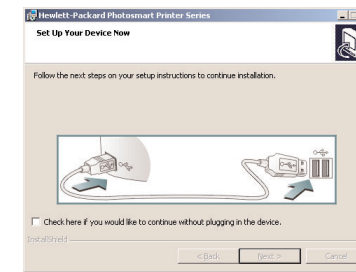 Hewlett-Packard Photosmart Printer Series
Set Up Your Device Now
Follow the next steps on your setup instructions to continue installation.
Check here if you would like to continue without plugging in the device.
InstallShield
< Back
Next >
Cancel